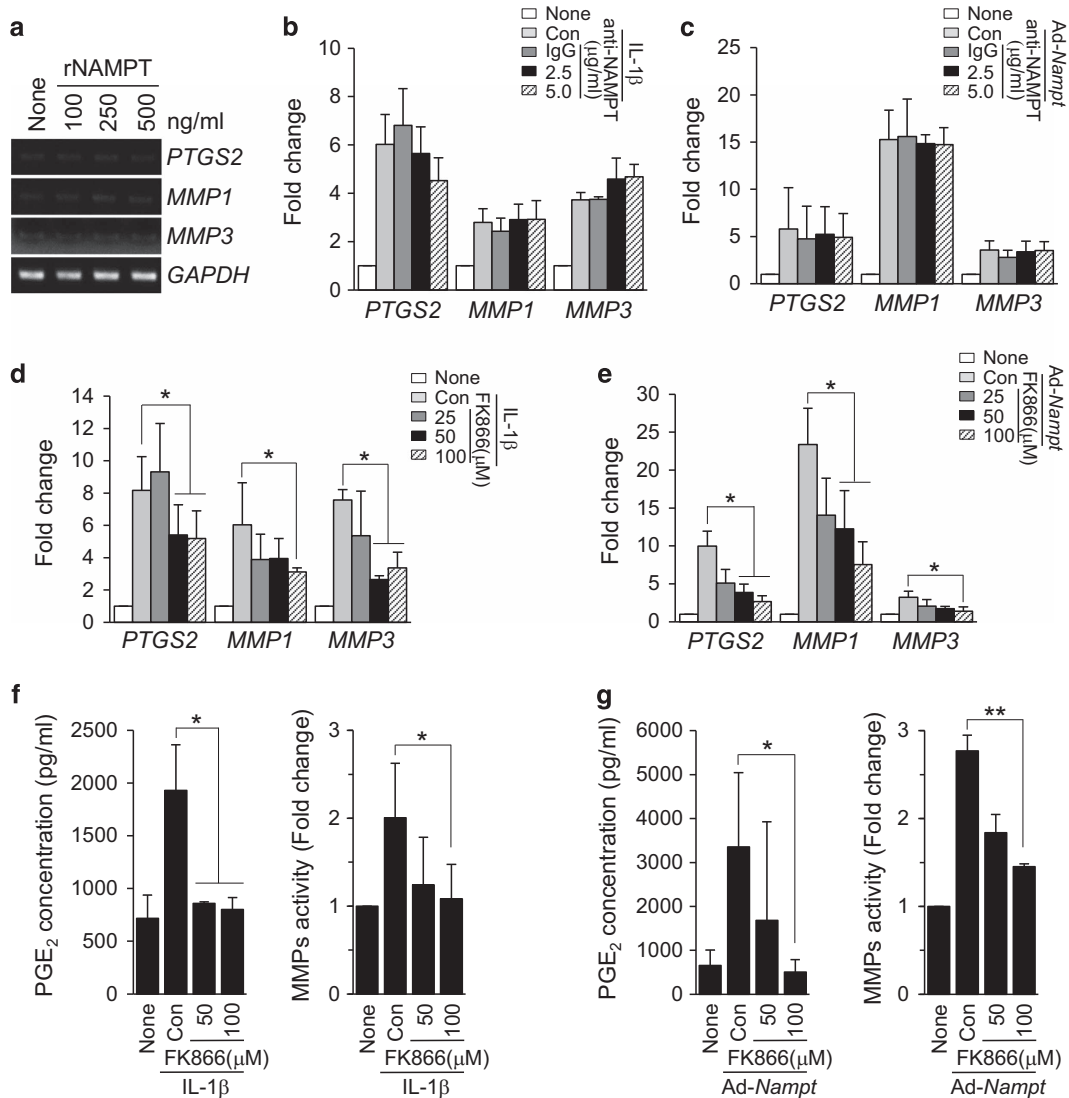 a
rNAMPT
None 100 250 500 ng/ml
PTGS2
MMP1
MMP3
GAPDH
b
None
Con
IgG
2.5
5.0
anti-NAMPT
(μg/ml)
IL-1β
Fold change
10
8
6
4
2
0
PTGS2 MMP1 MMP3
c
None
Con
IgG
2.5
5.0
anti-NAMPT
(μg/ml)
Ad-Nampt
Fold change
25
20
15
10
5
0
PTGS2 MMP1 MMP3
d
None
Con
25
50
100
FK866(μM)
IL-1β
Fold change
14
12
10
8
6
4
2
0
* * *
PTGS2 MMP1 MMP3
e
None
Con
25
50
100
FK866(μM)
Ad-Nampt
Fold change
30
25
20
15
10
5
0
* * *
PTGS2 MMP1 MMP3
f
PGE2 concentration (pg/ml)
2500
2000
1500
1000
500
0
*
None Con 50 100
FK866(μM)
IL-1β
MMPs activity (Fold change)
3
2
1
0
*
None Con 50 100
FK866(μM)
IL-1β
g
PGE2 concentration (pg/ml)
6000
5000
4000
3000
2000
1000
0
*
None Con 50 100
FK866(μM)
Ad-Nampt
MMPs activity (Fold change)
3
2
1
0
**
None Con 50 100
FK866(μM)
Ad-Nampt